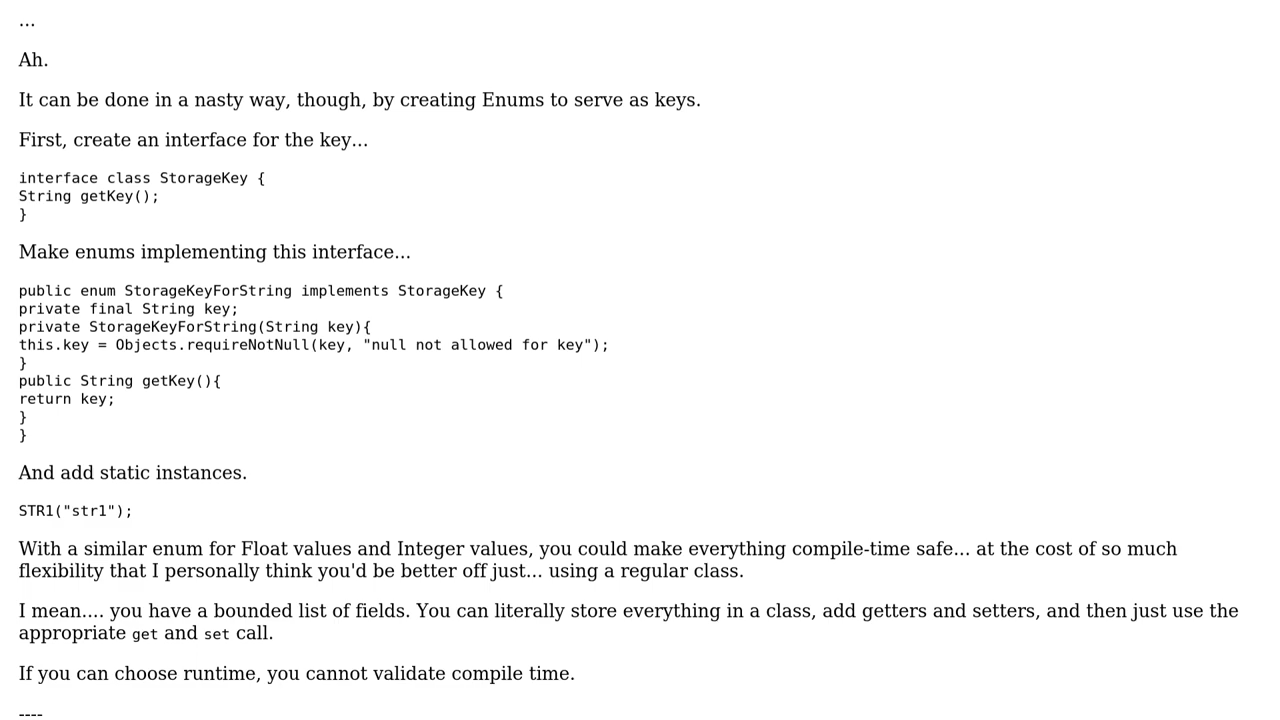 ...
Ah.
It can be done in a nasty way, though, by creating Enums to serve as keys.
First, create an interface for the key...
interface class StorageKey {
String getKey();
}
Make enums implementing this interface...
public enum StorageKeyForString implements StorageKey {
private final String key;
private StorageKeyForString(String key){
this.key = Objects.requireNotNull(key, "null not allowed for key");
}
public String getKey(){
return key;
}
}
And add static instances.
STR1("str1");
With a similar enum for Float values and Integer values, you could make everything compile-time safe... at the cost of so much
flexibility that I personally think you'd be better off just... using a regular class.
I mean.... you have a bounded list of fields. You can literally store everything in a class, add getters and setters, and then just use the
appropriate get and set call.
If you can choose runtime, you cannot validate compile time.
----